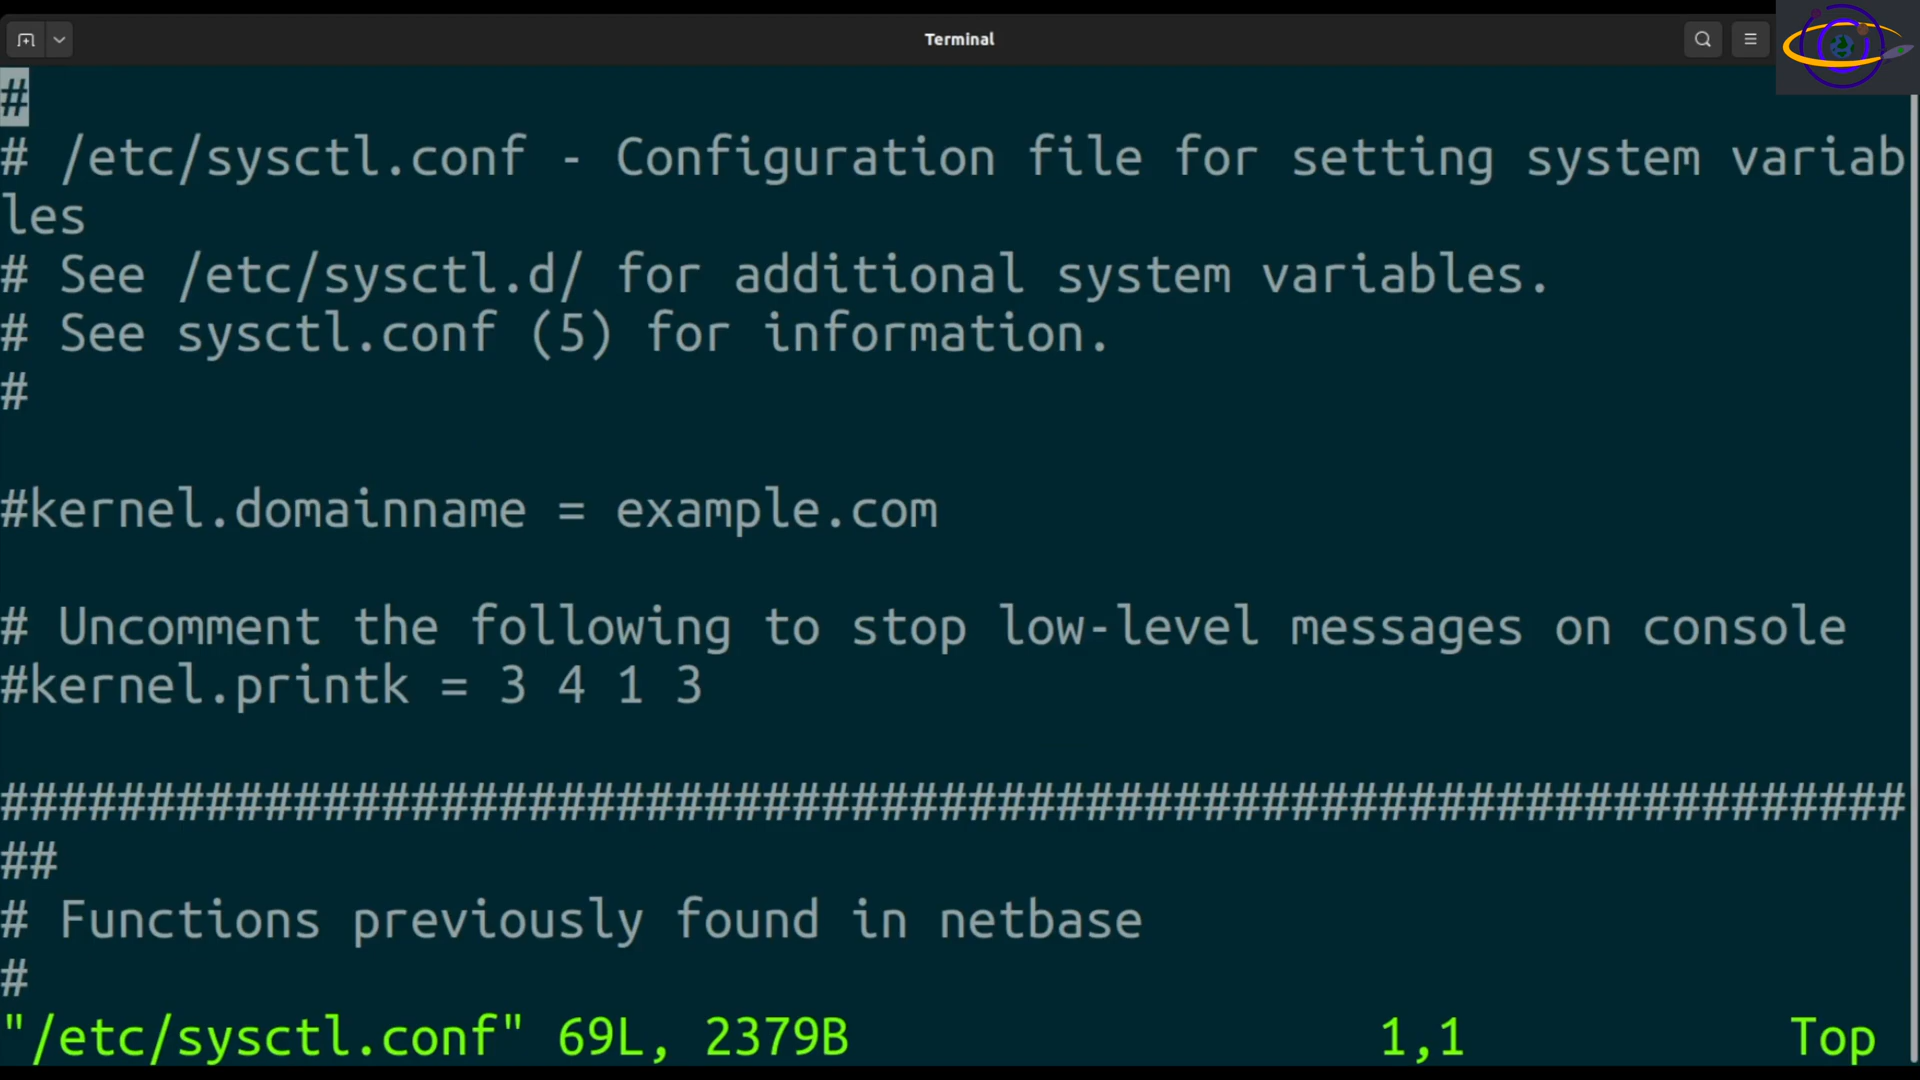 Terminal
#
# /etc/sysctl.conf - Configuration file for setting system variab
les
# See /etc/sysctl.d/ for additional system variables.
# See sysctl.conf (5) for information.
#
#kernel.domainname = example.com
# Uncomment the following to stop low-level messages on console
#kernel.printk = 3 4 1 3
#################################################################
##
# Functions previously found in netbase
#
"/etc/sysctl.conf" 69L, 2379B 1,1 Top